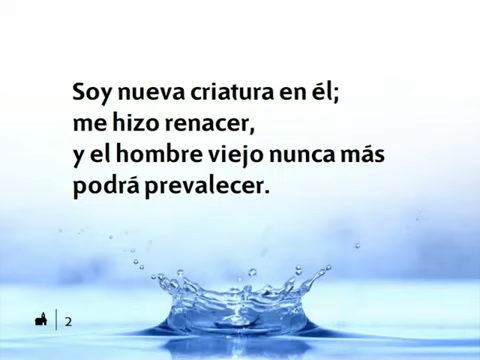 Soy nueva criatura en él;
me hizo renacer,
y el hombre viejo nunca más
podrá prevalecer.
2